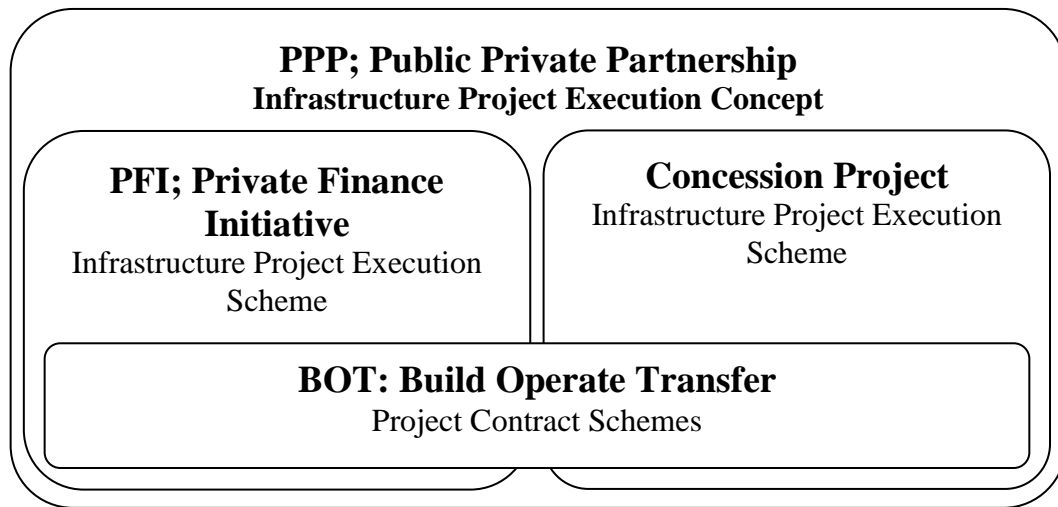 PPP; Public Private Partnership
Infrastructure Project Execution Concept
PFI; Private Finance
Initiative
Infrastructure Project Execution
Scheme
Concession Project
Infrastructure Project Execution
Scheme
BOT: Build Operate Transfer
Project Contract Schemes